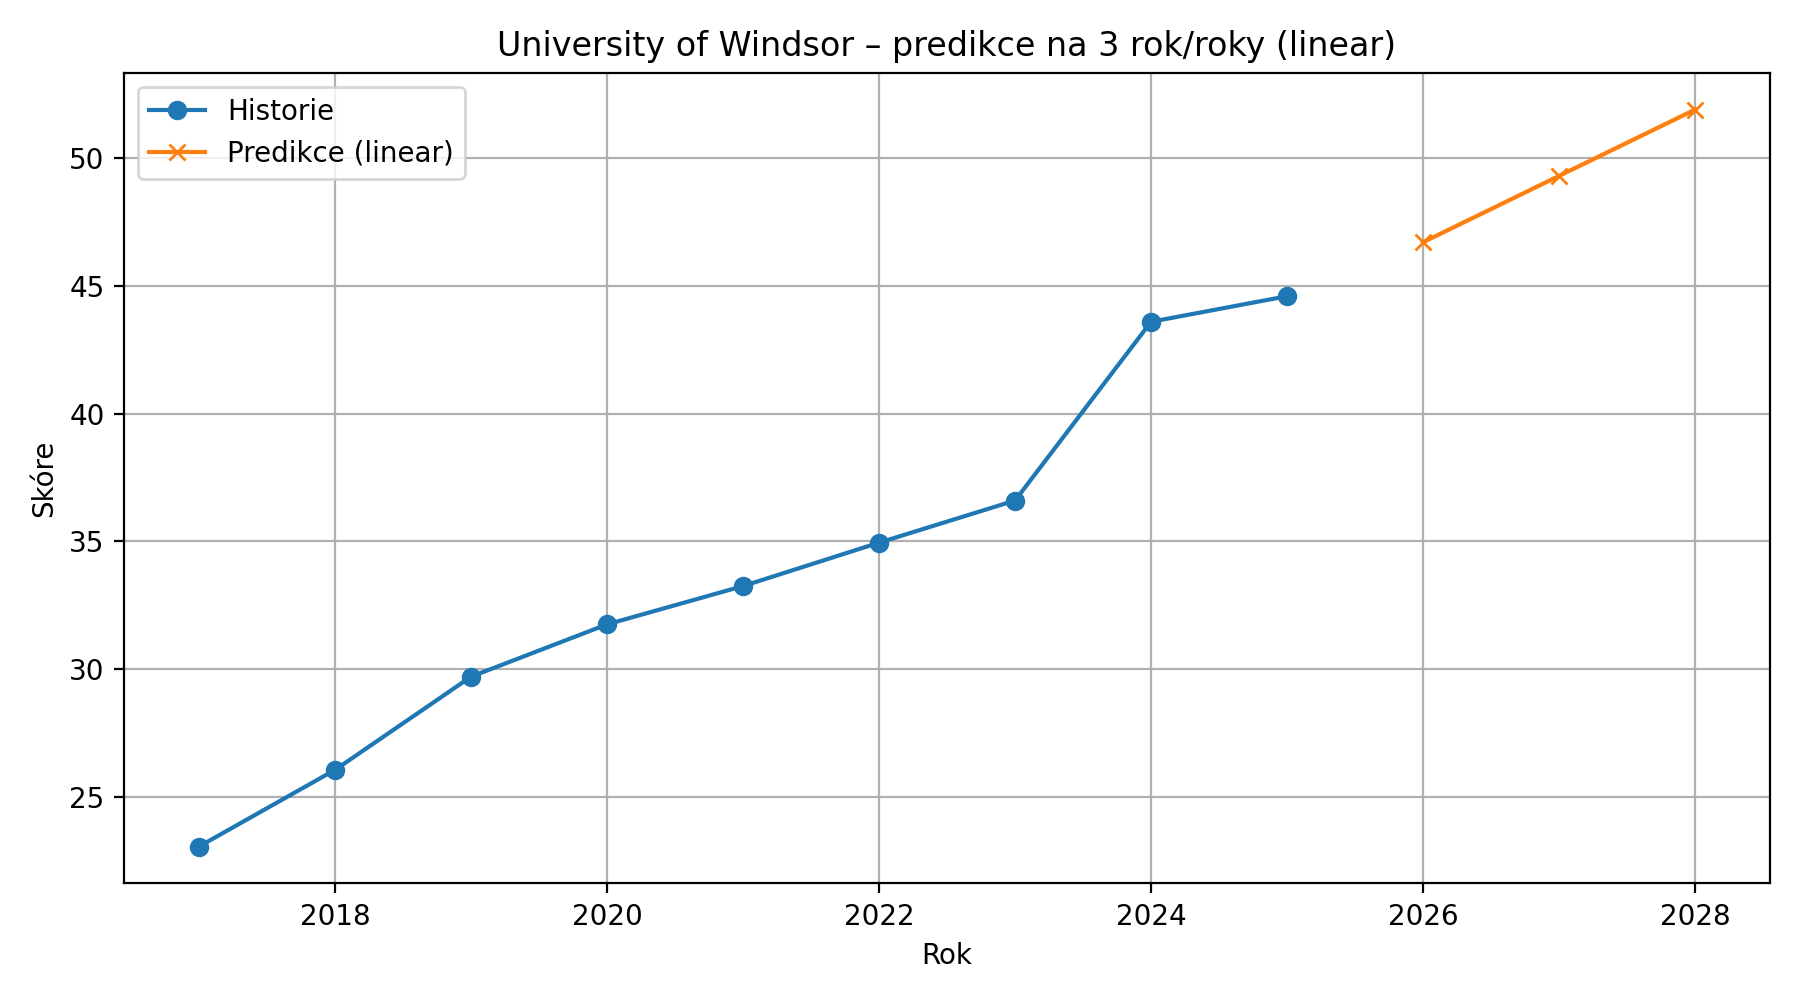 University of Windsor – predikce na 3 rok/roky (linear)
Historie
Predikce (linear)
Skóre
50
45
40
35
30
25
2018 2020 2022 2024 2026 2028
Rok